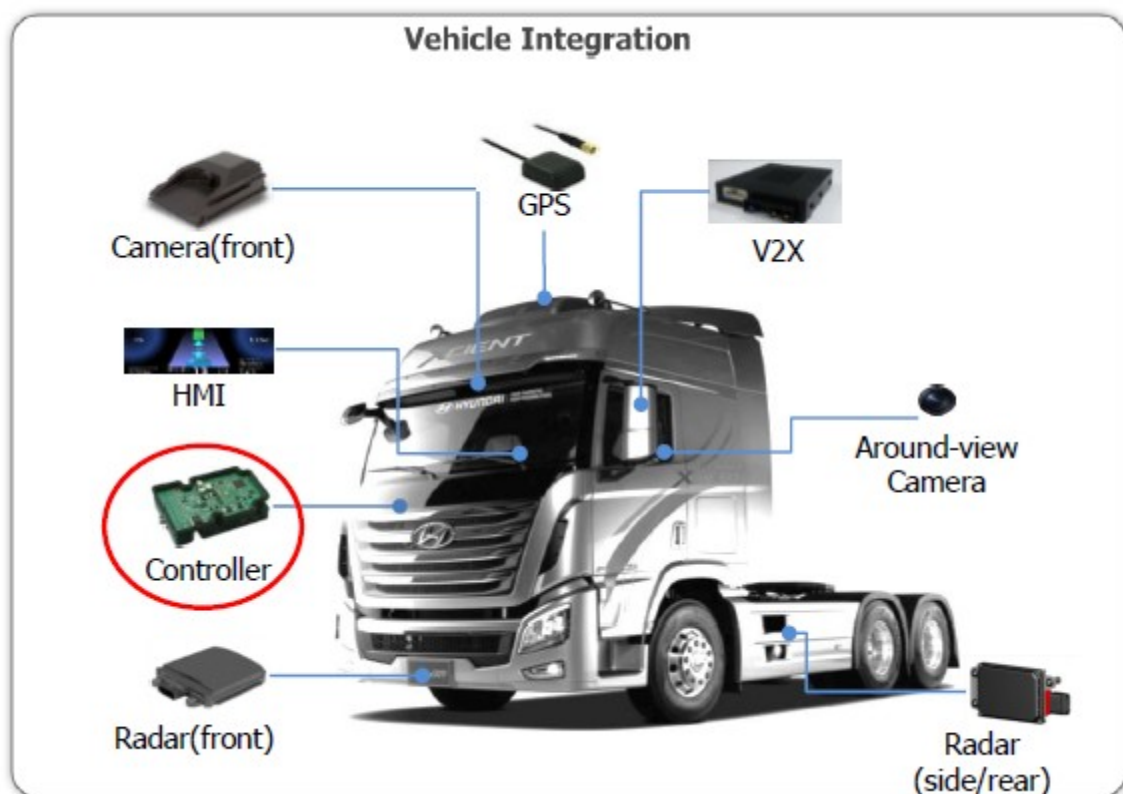 Vehicle Integration
GPS
Camera(front)
V2X
XCIENT
HMI
HYUNDAI
Around-view
Camera
Controller
Radar(front)
Radar
(side/rear)